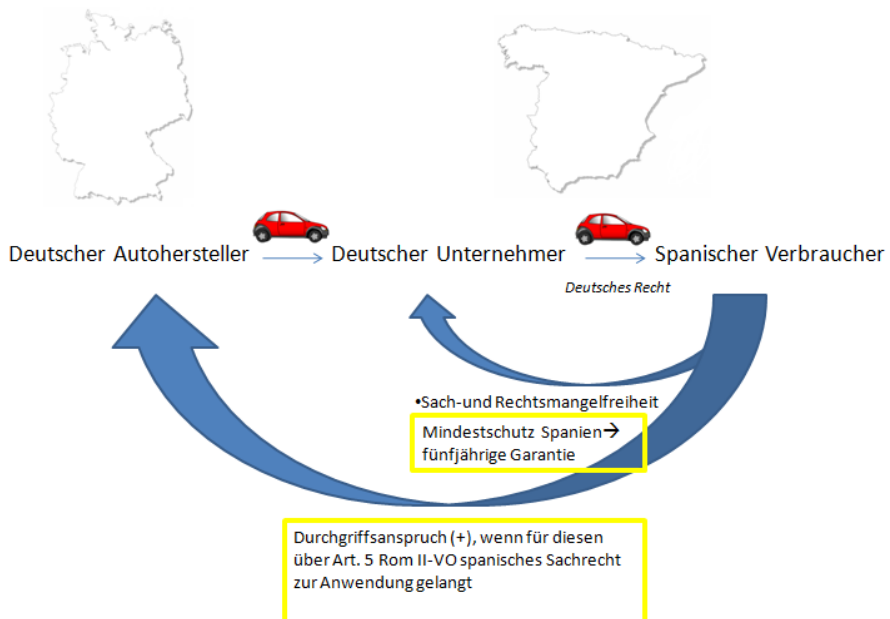 Deutscher Autohersteller
Deutscher Unternehmer
Spanischer Verbraucher
Deutsches Recht
•Sach-und Rechtsmangelfreiheit
Mindestschutz Spanien→
fünfjährige Garantie
Durchgriffsanspruch (+), wenn für diesen
über Art. 5 Rom II-VO spanisches Sachrecht
zur Anwendung gelangt